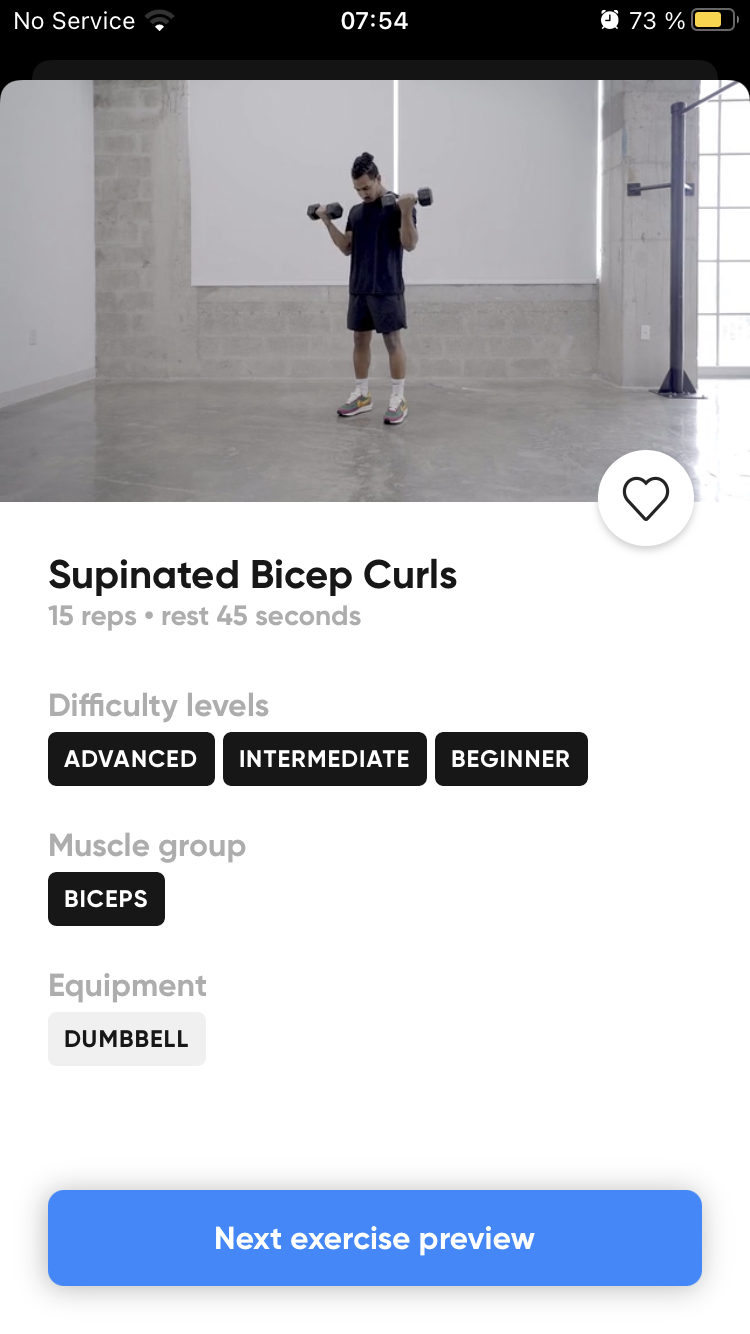 No Service 07:54 73 %
Supinated Bicep Curls
15 reps • rest 45 seconds
Difficulty levels
ADVANCED INTERMEDIATE BEGINNER
Muscle group
BICEPS
Equipment
DUMBBELL
Next exercise preview